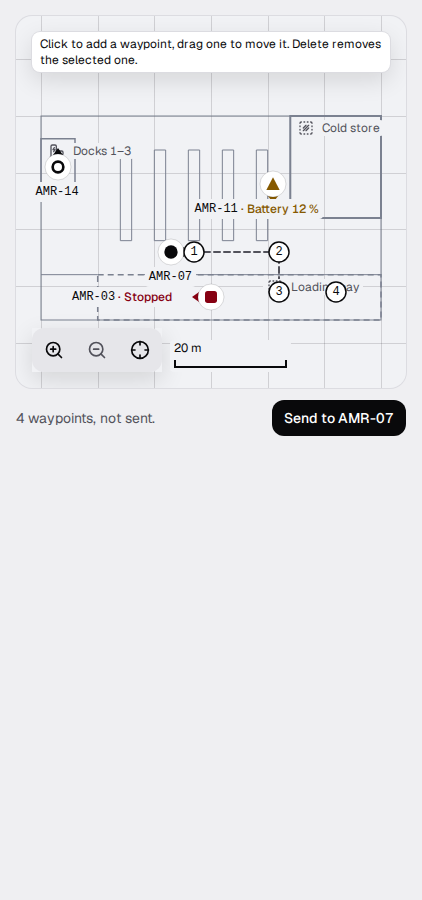 Click to add a waypoint, drag one to move it. Delete removes
the selected one.
Cold store
Docks 1–3
AMR-14
AMR-11 · Battery 12 %
1
2
AMR-07
AMR-03 · Stopped
3
4
20 m
4 waypoints, not sent.
Send to AMR-07